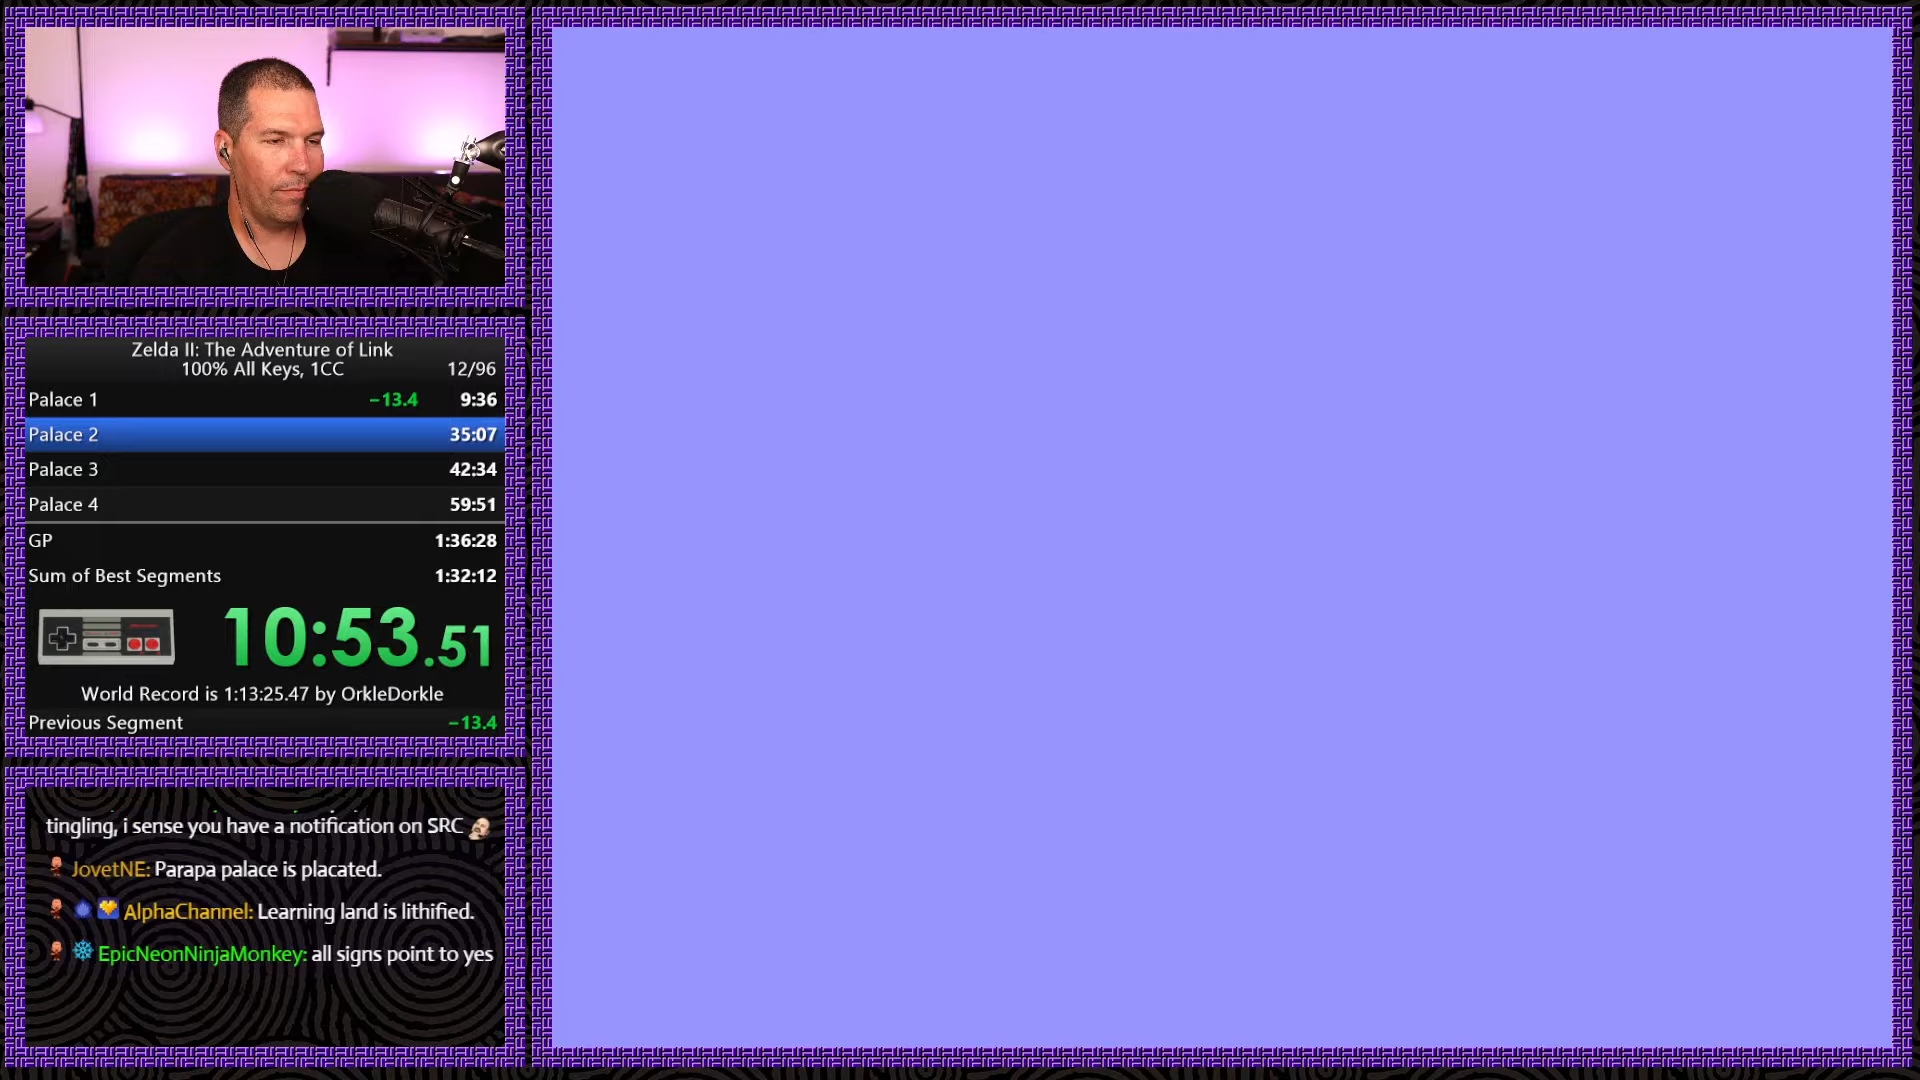 Zelda II: The Adventure of Link
100% All Keys, 1CC 12/96
Palace 1 −13.4 9:36
Palace 2 35:07
Palace 3 42:34
Palace 4 59:51
GP 1:36:28
Sum of Best Segments 1:32:12
10:53.51
World Record is 1:13:25.47 by OrkleDorkle
Previous Segment −13.4
tingling, i sense you have a notification on SRC
JovetNE: Parapa palace is placated.
AlphaChannel: Learning land is lithified.
EpicNeonNinjaMonkey: all signs point to yes